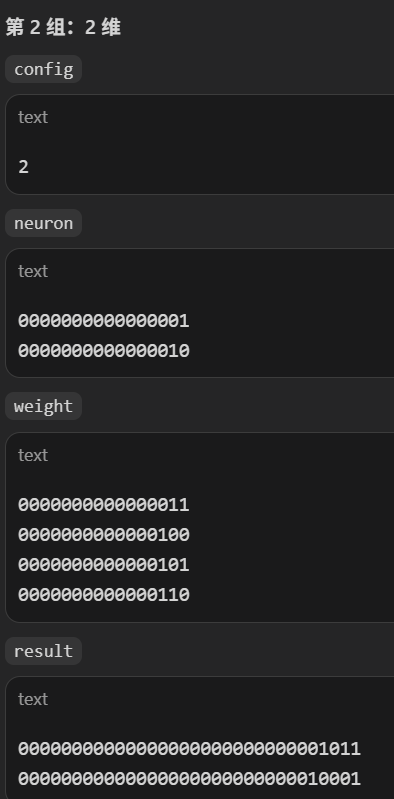 第 2 组：2 维
config
text
2
neuron
text
0000000000000001
0000000000000010
weight
text
0000000000000011
0000000000000100
0000000000000101
0000000000000110
result
text
00000000000000000000000000001011
00000000000000000000000000010001